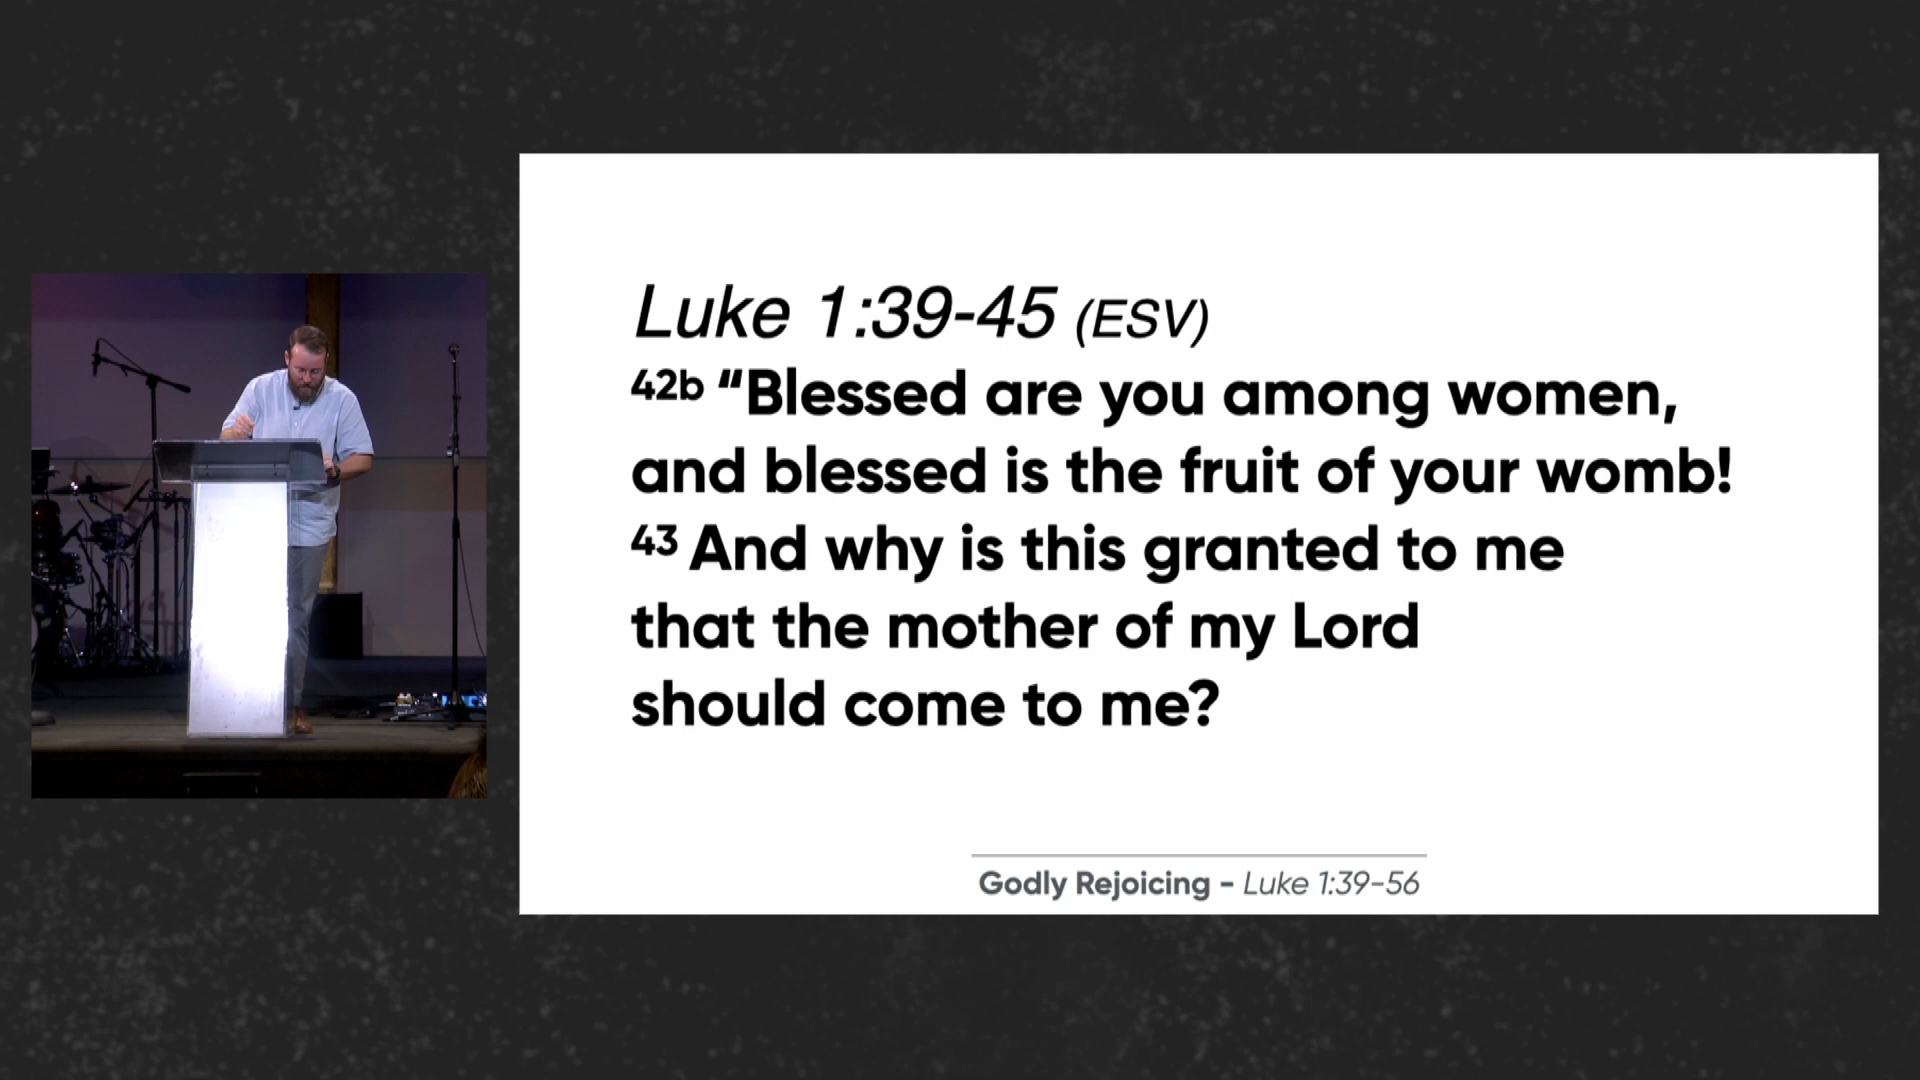 Luke 1:39-45 (ESV)
42b “Blessed are you among women,
and blessed is the fruit of your womb!
43 And why is this granted to me
that the mother of my Lord
should come to me?
Godly Rejoicing - Luke 1:39-56